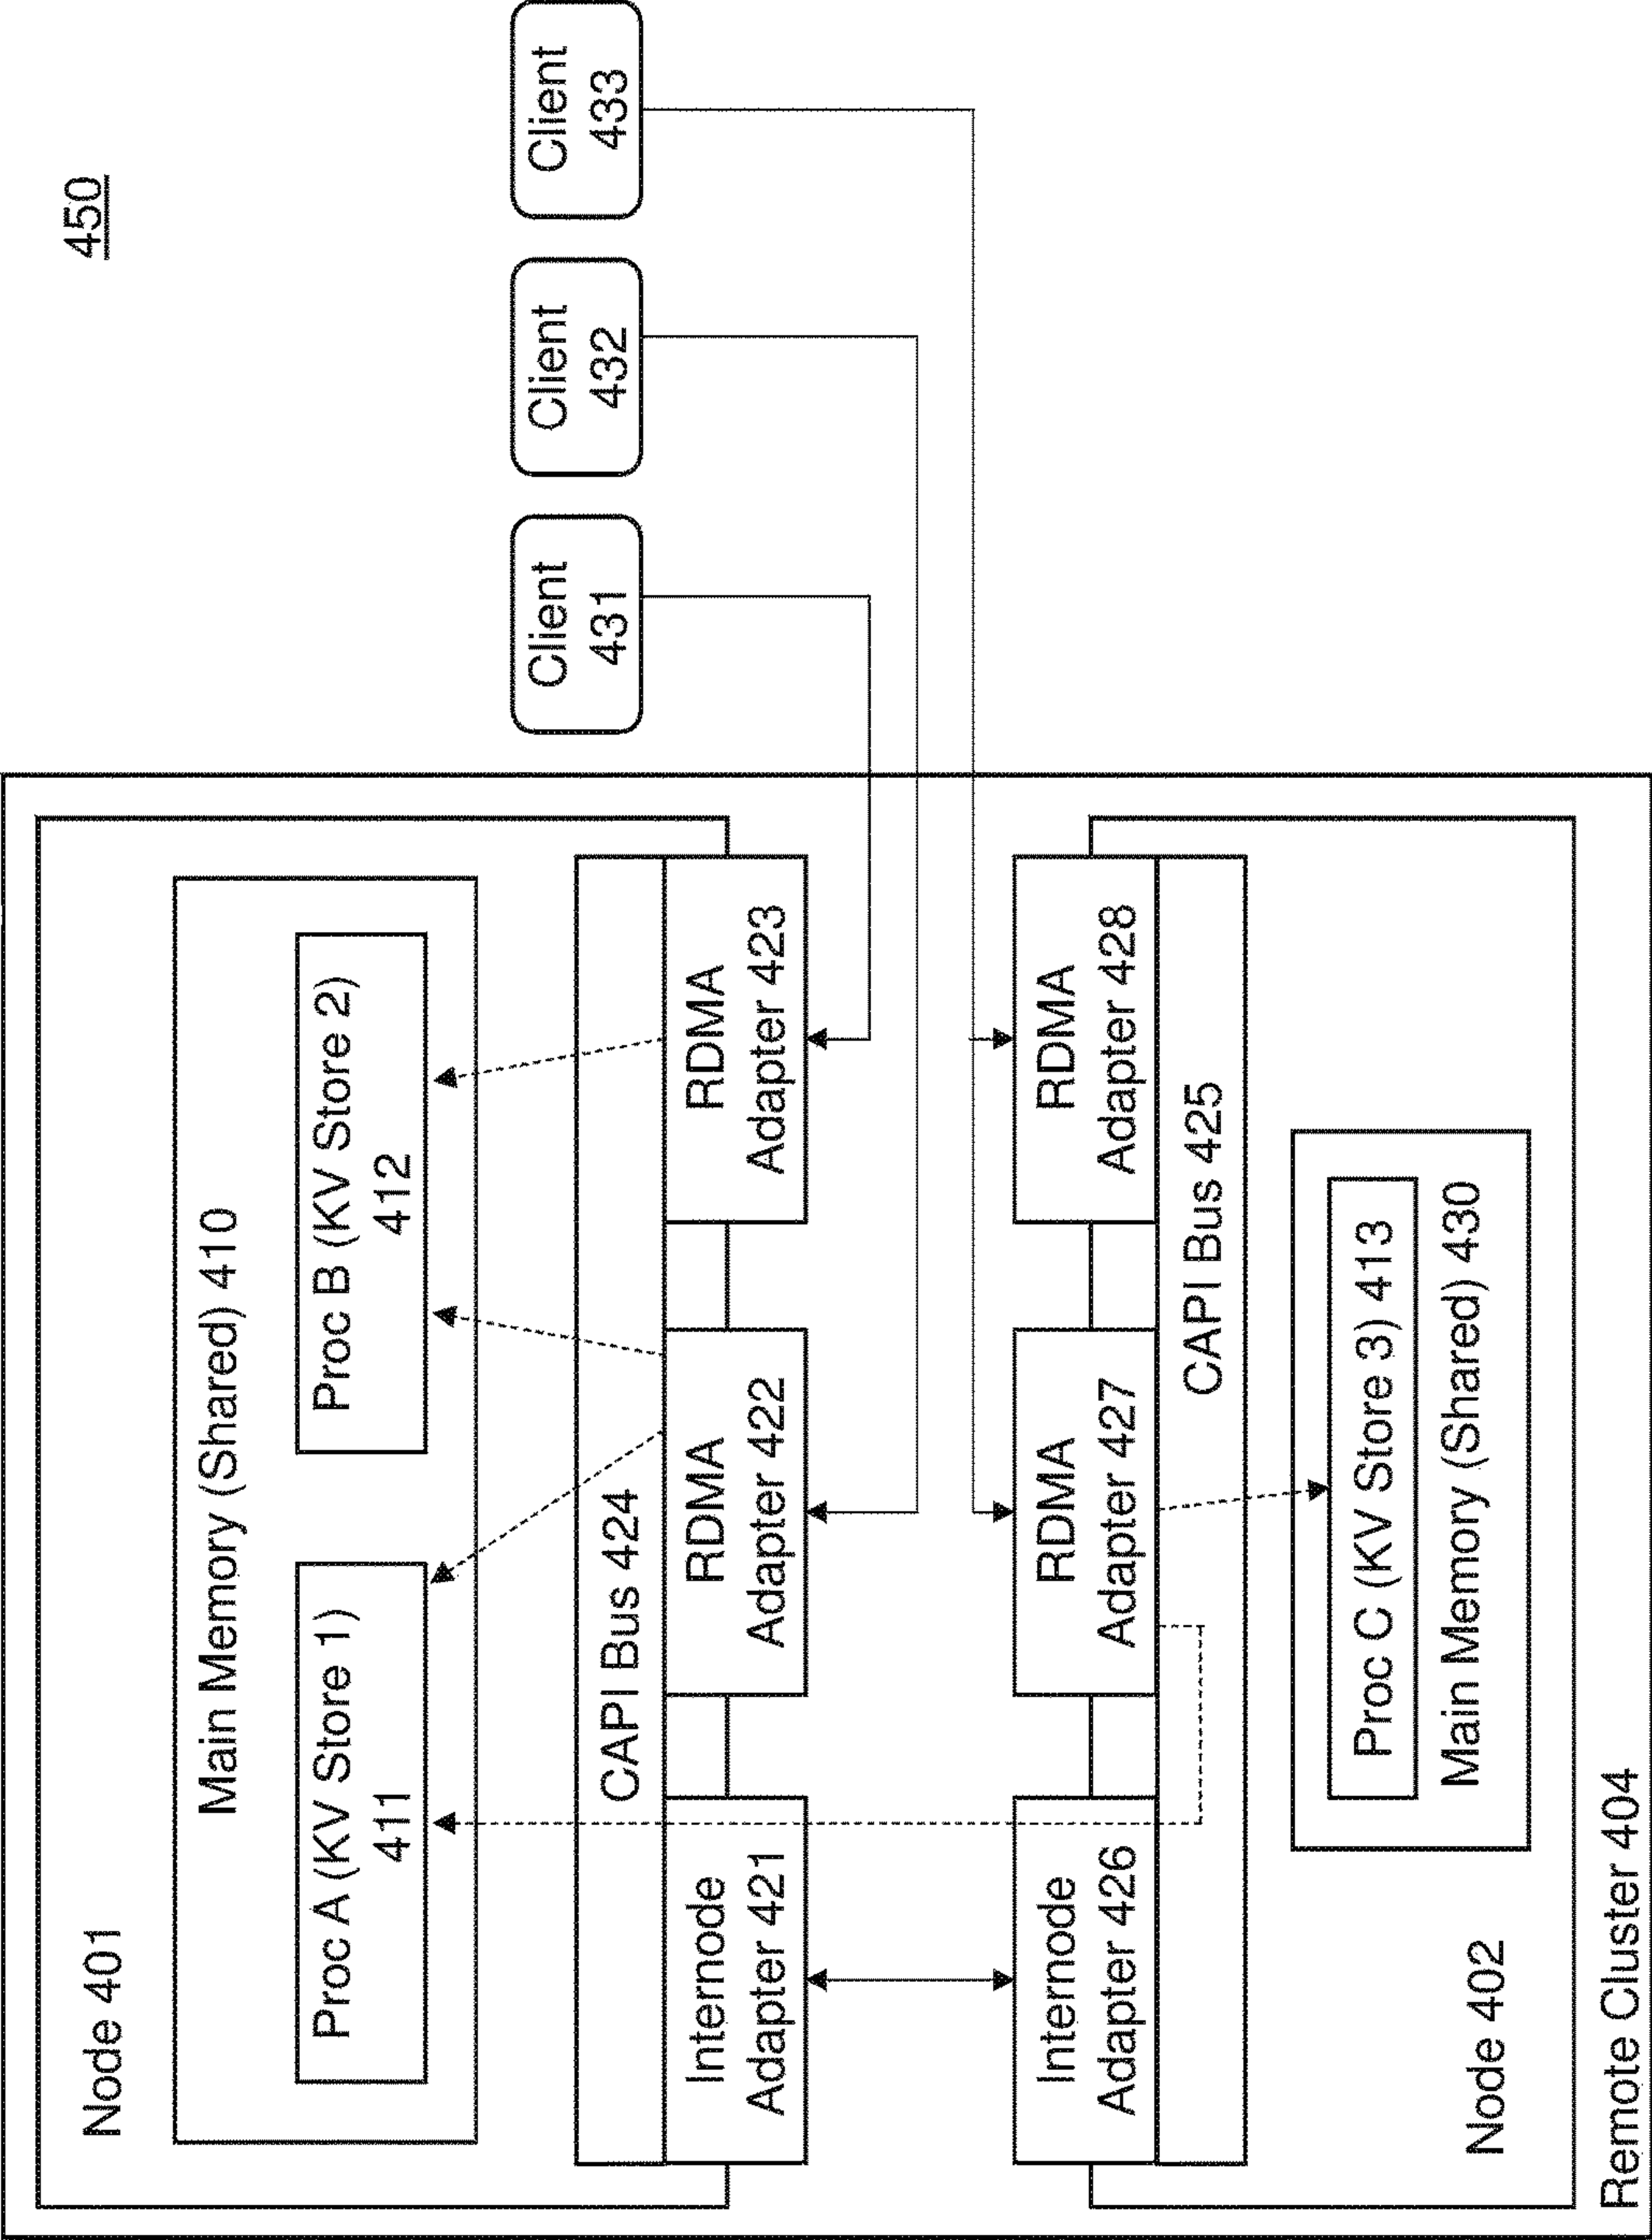 450
Node 401
Main Memory (Shared) 410
Proc A (KV Store 1)
411
Proc B (KV Store 2)
412
CAPI Bus 424
Internode
Adapter 421
RDMA
Adapter 422
RDMA
Adapter 423
Client
431
Client
432
Client
433
Internode
Adapter 426
RDMA
Adapter 427
RDMA
Adapter 428
CAPI Bus 425
Proc C (KV Store 3) 413
Main Memory (Shared) 430
Node 402
Remote Cluster 404